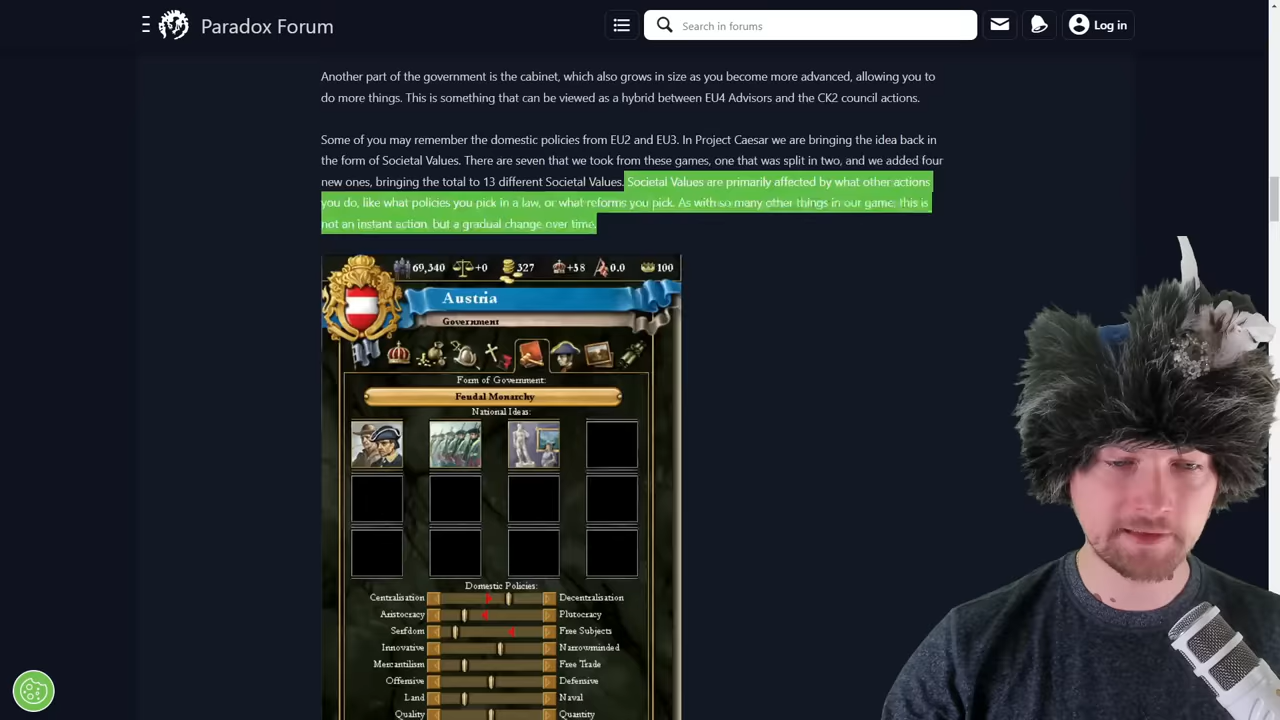 Paradox Forum
Search in forums
Log in
Another part of the government is the cabinet, which also grows in size as you become more advanced, allowing you to
do more things. This is something that can be viewed as a hybrid between EU4 Advisors and the CK2 council actions.
Some of you may remember the domestic policies from EU2 and EU3. In Project Caesar we are bringing the idea back in
the form of Societal Values. There are seven that we took from these games, one that was split in two, and we added four
new ones, bringing the total to 13 different Societal Values. Societal Values are primarily affected by what other actions
you do, like what policies you pick in a law, or what reforms you pick. As with so many other things in our game, this is
not an instant action, but a gradual change over time.
69,340 +0 327 +38 0.0 100
Austria
Government
Form of Government:
Feudal Monarchy
National Ideas:
Domestic Policies:
Centralisation Decentralisation
Aristocracy Plutocracy
Serfdom Free Subjects
Innovative Narrowminded
Mercantilism Free Trade
Offensive Defensive
Land Naval
Quality Quantity